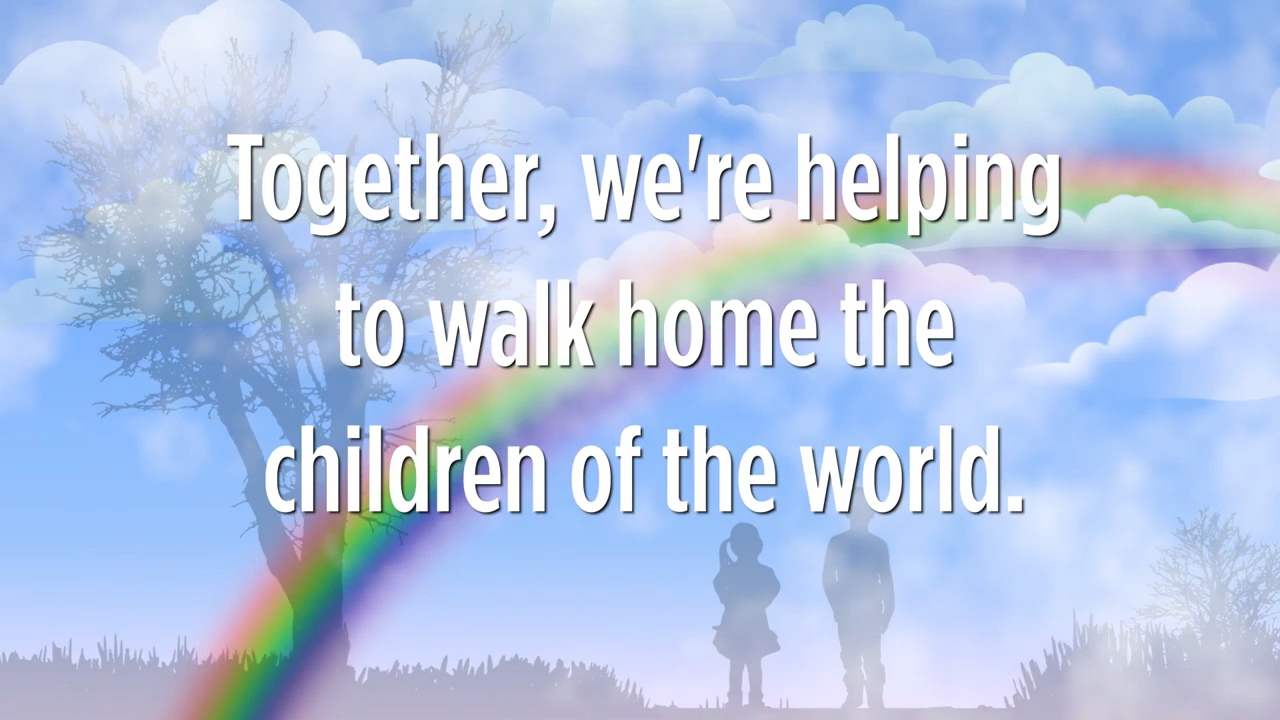 Together, we're helping
to walk home the
children of the world.